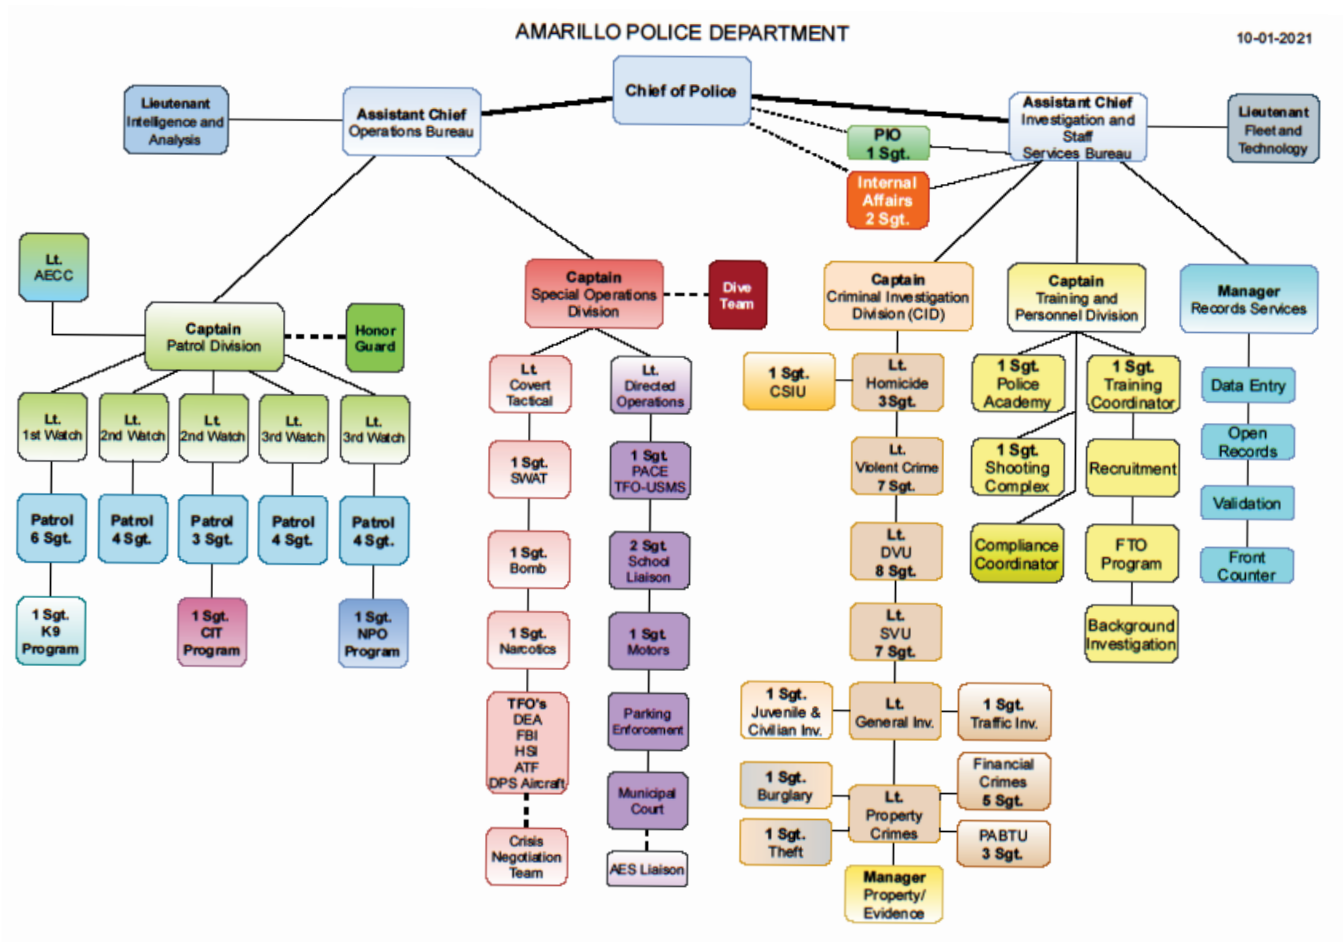 AMARILLO POLICE DEPARTMENT
10-01-2021
Chief of Police
Lieutenant
Intelligence and
Analysis
Assistant Chief
Operations Bureau
PIO
1 Sgt.
Internal
Affairs
2 Sgt.
Assistant Chief
Investigation and
Staff
Services Bureau
Lieutenant
Fleet and
Technology
Lt.
AECC
Captain
Patrol Division
Honor
Guard
Captain
Special Operations
Division
Dive
Team
Captain
Criminal Investigation
Division (CID)
Captain
Training and
Personnel Division
Manager
Records Services
Lt.
1st Watch
Lt.
2nd Watch
Lt.
2nd Watch
Lt.
3rd Watch
Lt.
3rd Watch
Patrol
6 Sgt.
Patrol
4 Sgt.
Patrol
3 Sgt.
Patrol
4 Sgt.
Patrol
4 Sgt.
1 Sgt.
K9
Program
1 Sgt.
CIT
Program
1 Sgt.
NPO
Program
Lt.
Covert
Tactical
1 Sgt.
SWAT
1 Sgt.
Bomb
1 Sgt.
Narcotics
TFO's
DEA
FBI
HSI
ATF
DPS Aircraft
Crisis
Negotiation
Team
Lt.
Directed
Operations
1 Sgt.
PACE
TFO-USMS
2 Sgt.
School
Liaison
1 Sgt.
Motors
Parking
Enforcement
Municipal
Court
AES Liaison
1 Sgt.
CSIU
Lt.
Homicide
3Sgt.
Lt.
Violent Crime
7 Sgt.
Lt.
DVU
8 Sgt.
Lt.
SVU
7 Sgt.
1 Sgt.
Juvenile &
Civilian Inv.
Lt.
General Inv.
1 Sgt.
Traffic Inv.
1 Sgt.
Burglary
1 Sgt.
Theft
Lt.
Property
Crimes
Financial
Crimes
5 Sgt.
PABTU
3 Sgt.
Manager
Property/
Evidence
1 Sgt.
Police
Academy
1 Sgt.
Shooting
Complex
Compliance
Coordinator
1 Sgt.
Training
Coordinator
Recruitment
FTO
Program
Background
Investigation
Data Entry
Open
Records
Validation
Front
Counter